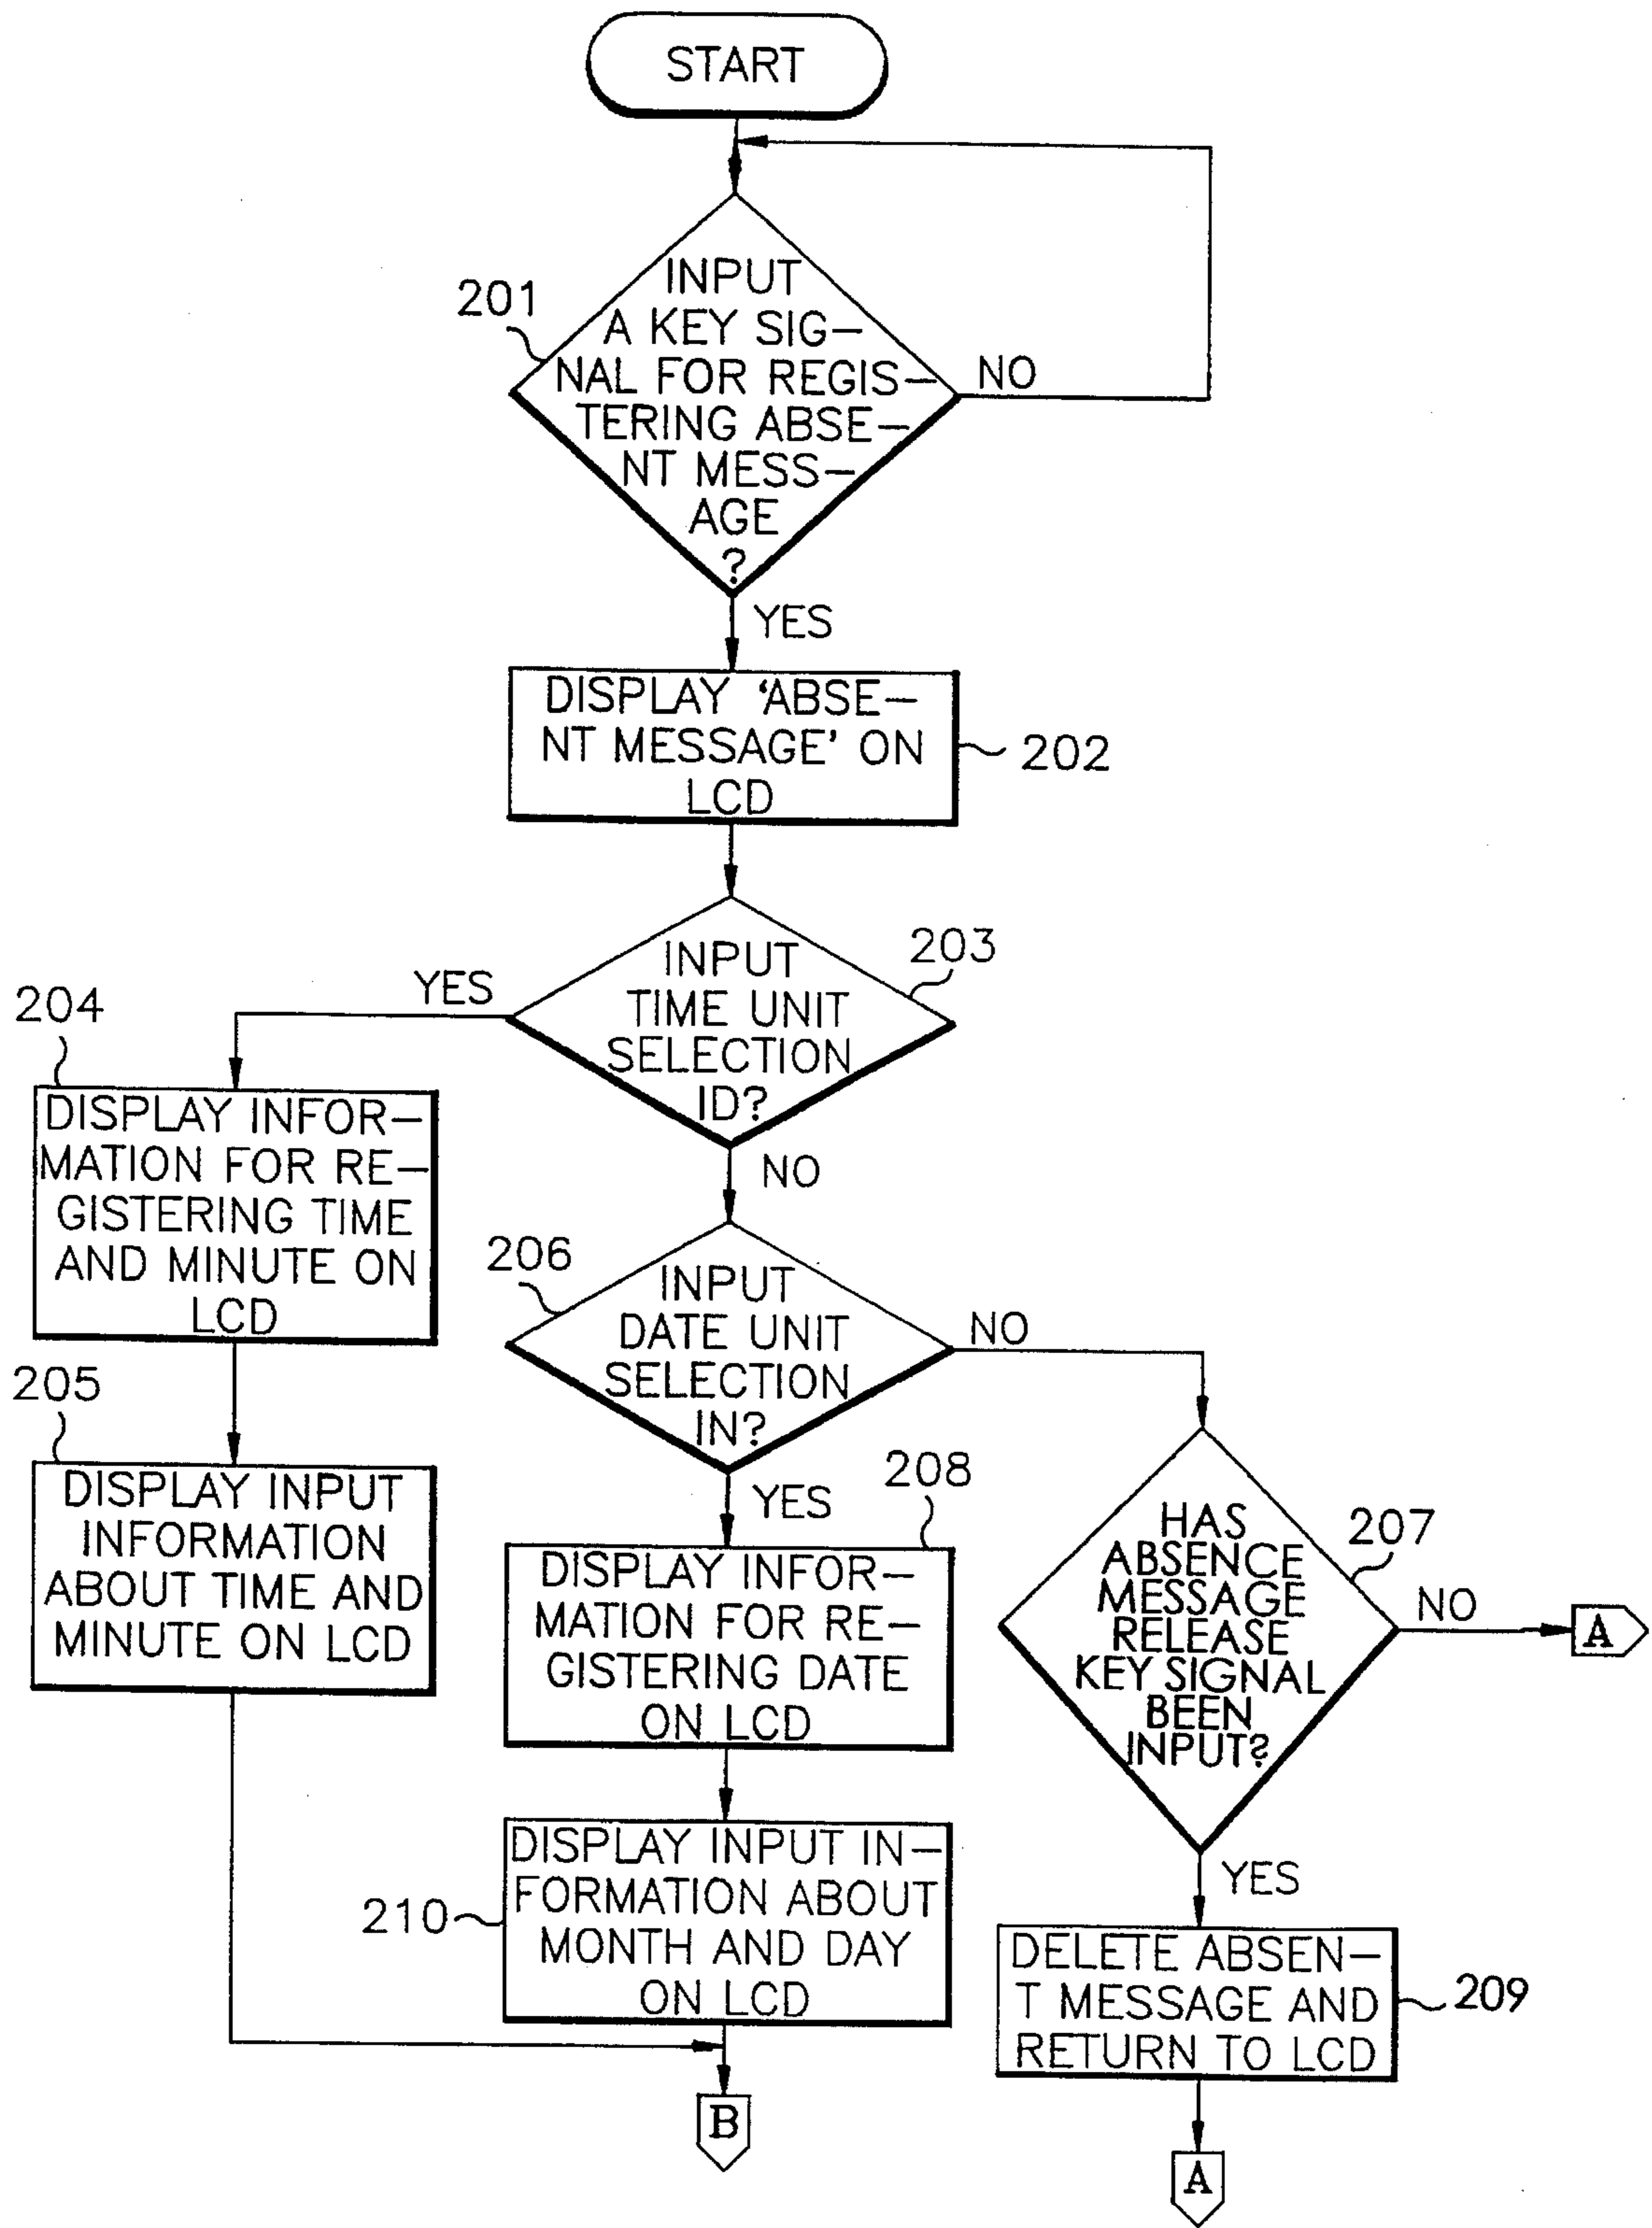 START
201
INPUT
A KEY SIG—
NAL FOR REGIS—
TERING ABSE—
NT MESS—
AGE
?
NO
YES
DISPLAY ‘ABSE—
NT MESSAGE’ ON
LCD
202
203
INPUT
TIME UNIT
SELECTION
ID?
YES
NO
204
DISPLAY INFOR—
MATION FOR RE—
GISTERING TIME
AND MINUTE ON
LCD
205
DISPLAY INPUT
INFORMATION
ABOUT TIME AND
MINUTE ON LCD
206
INPUT
DATE UNIT
SELECTION
IN?
NO
YES
208
DISPLAY INFOR—
MATION FOR RE—
GISTERING DATE
ON LCD
207
HAS
ABSENCE
MESSAGE
RELEASE
KEY SIGNAL
BEEN
INPUT?
NO
A
YES
210
DISPLAY INPUT IN—
FORMATION ABOUT
MONTH AND DAY
ON LCD
DELETE ABSEN—
T MESSAGE AND
RETURN TO LCD
209
B
A